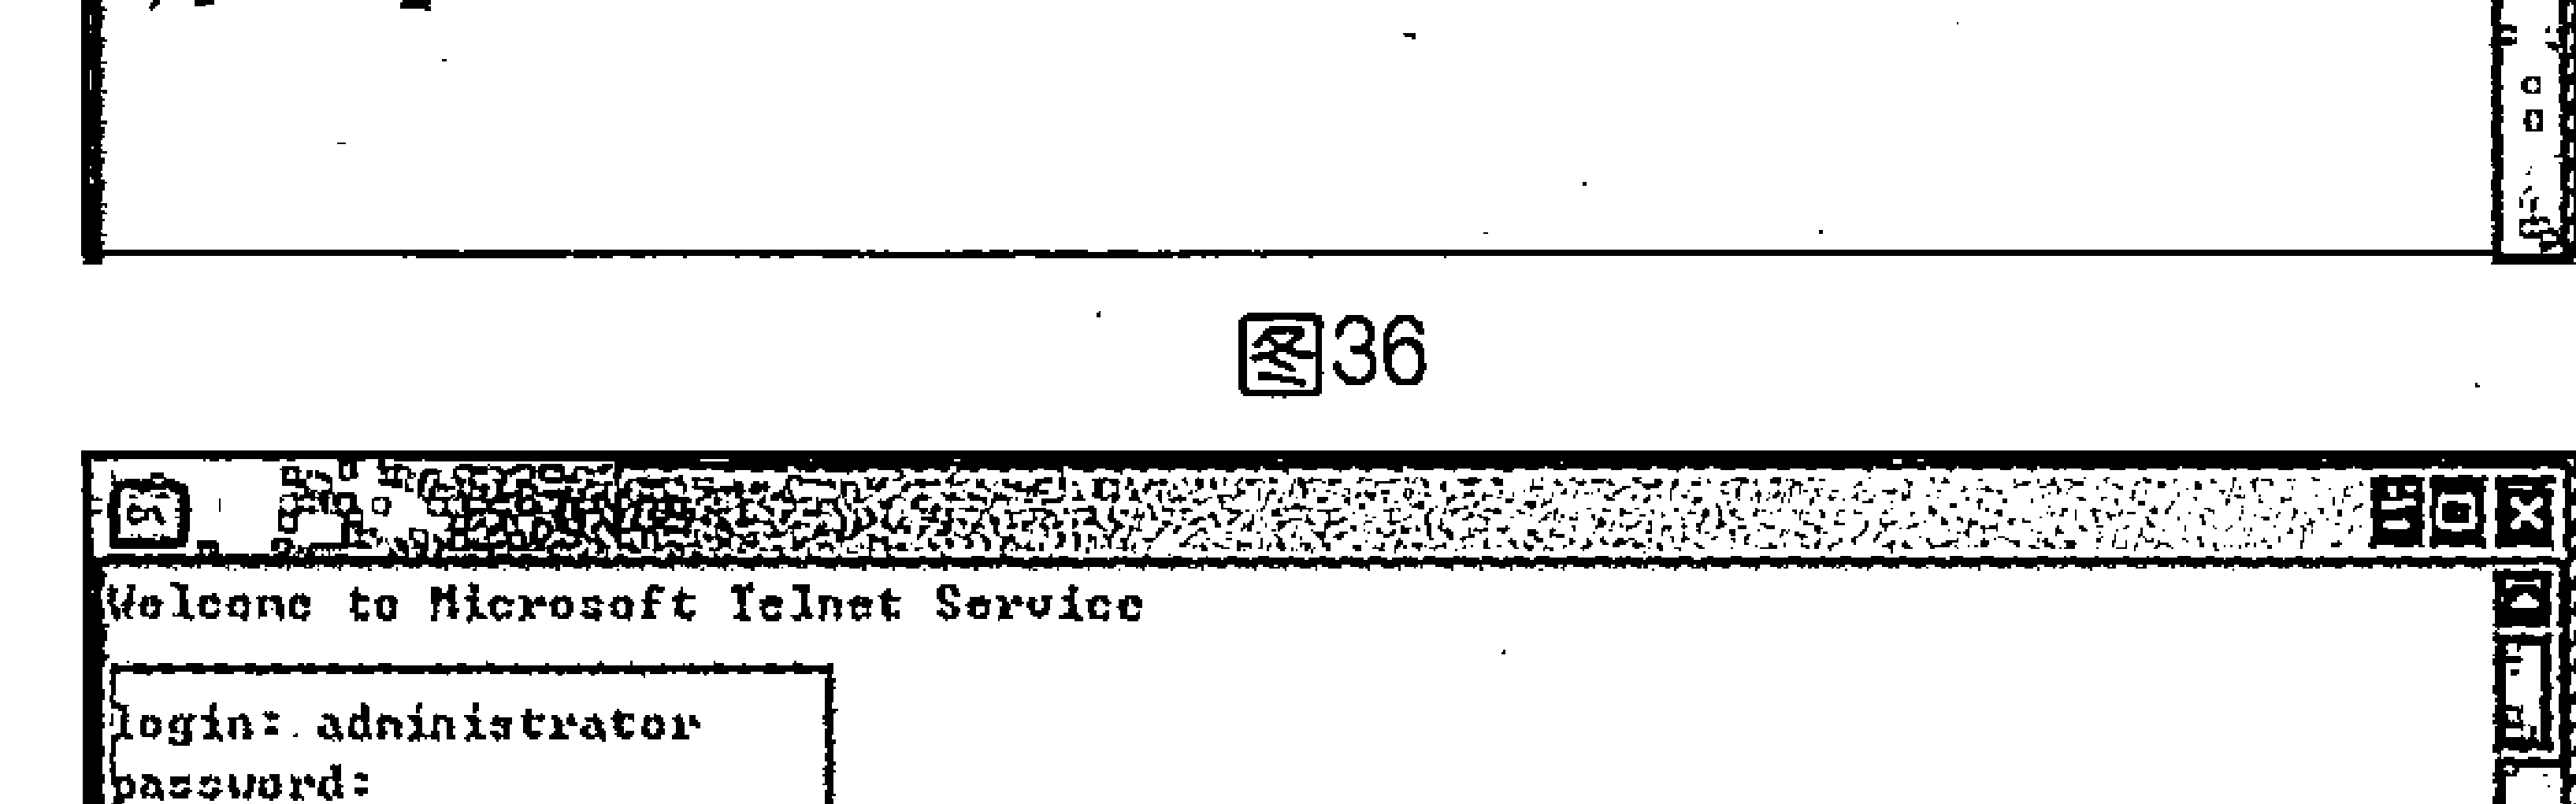 图36
Welcome to Microsoft Telnet Service
login: administrator
password: